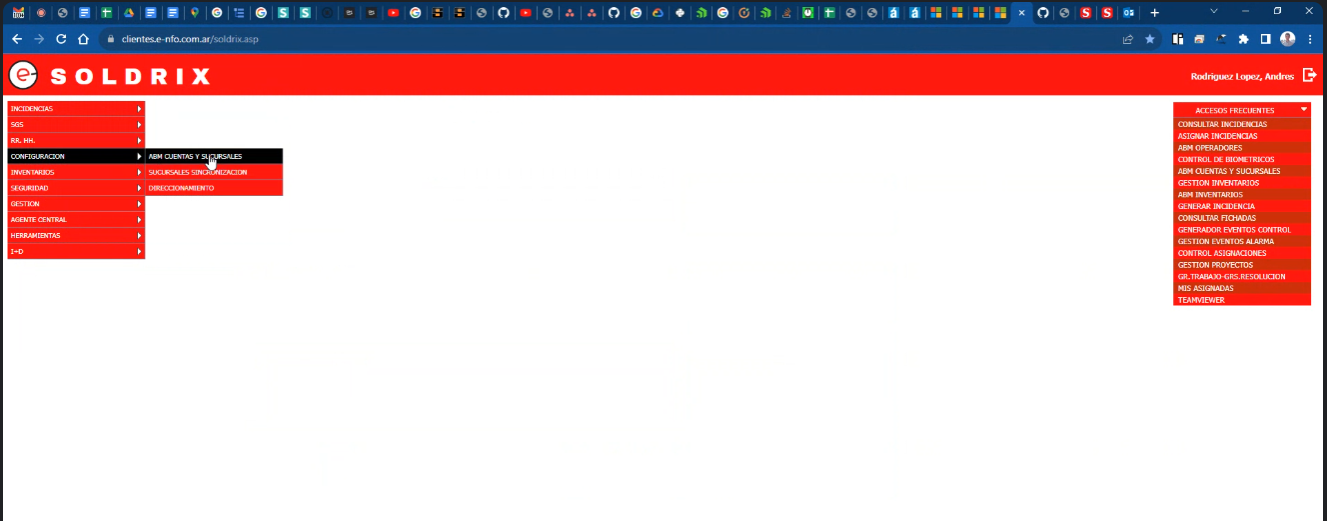 clientes.e-nfo.com.ar/soldrix.asp
e-
SOLDRIX
Rodriguez Lopez, Andres
INCIDENCIAS
SGS
RR. HH.
CONFIGURACION
INVENTARIOS
SEGURIDAD
GESTION
AGENTE CENTRAL
HERRAMIENTAS
I+D
ABM CUENTAS Y SUCURSALES
SUCURSALES SINCRONIZACION
DIRECCIONAMIENTO
ACCESOS FRECUENTES
CONSULTAR INCIDENCIAS
ASIGNAR INCIDENCIAS
ABM OPERADORES
CONTROL DE BIOMETRICOS
ABM CUENTAS Y SUCURSALES
GESTION INVENTARIOS
ABM INVENTARIOS
GENERAR INCIDENCIA
CONSULTAR FICHADAS
GENERADOR EVENTOS CONTROL
GESTION EVENTOS ALARMA
CONTROL ASIGNACIONES
GESTION PROYECTOS
GR.TRABAJO-GRS.RESOLUCION
MIS ASIGNADAS
TEAMVIEWER